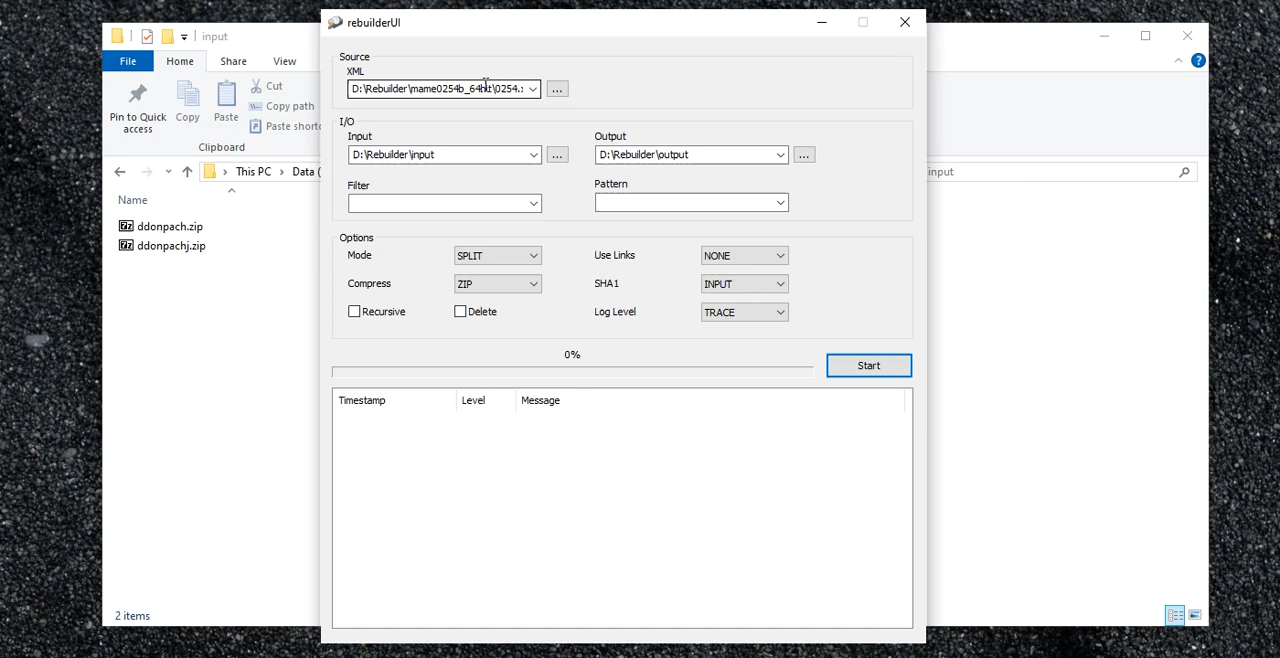 input
File Home Share View
Pin to Quick access
Copy
Paste
Cut
Copy path
Paste shortc
Clipboard
This PC › Data (
input
Name
ddonpach.zip
ddonpachj.zip
2 items
rebuilderUI
Source
XML
D:\Rebuilder\mame0254b_64bit\0254.x
...
I/O
Input
Output
D:\Rebuilder\input
...
D:\Rebuilder\output
...
Filter
Pattern
Options
Mode SPLIT Use Links NONE
Compress ZIP SHA1 INPUT
Recursive Delete Log Level TRACE
0%
Start
Timestamp Level Message